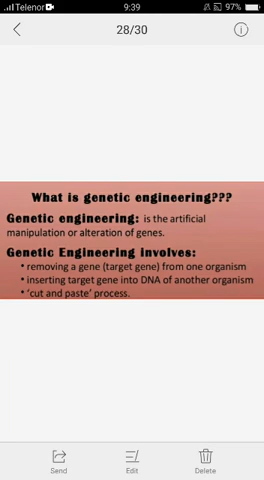 Telenor
9:39
97%
28/30
What is genetic engineering???
Genetic engineering: is the artificial
manipulation or alteration of genes.
Genetic Engineering involves:
• removing a gene (target gene) from one organism
• inserting target gene into DNA of another organism
• 'cut and paste' process.
Send
Edit
Delete